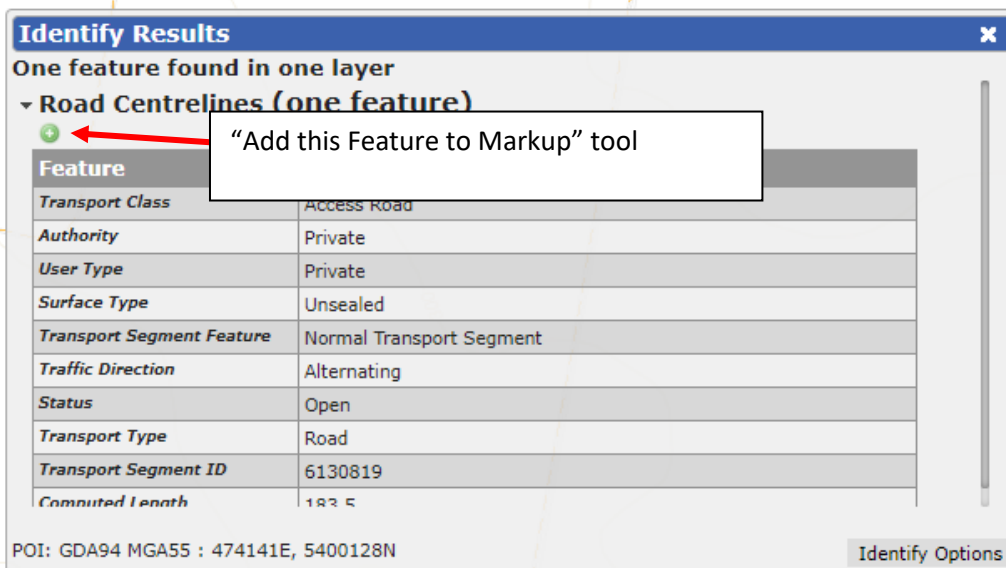 Identify Results
One feature found in one layer
Road Centrelines (one feature)
“Add this Feature to Markup” tool
Feature
Transport Class Access Road
Authority Private
User Type Private
Surface Type Unsealed
Transport Segment Feature Normal Transport Segment
Traffic Direction Alternating
Status Open
Transport Type Road
Transport Segment ID 6130819
Computed Length 183.5
POI: GDA94 MGA55 : 474141E, 5400128N
Identify Options